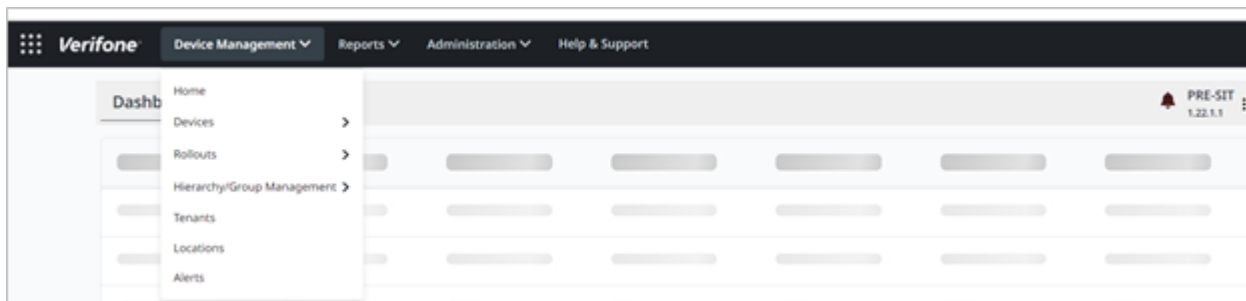 Verifone Device Management Reports Administration Help & Support
Home
Dashb
PRE-SIT
1.22.1.1
Devices
Rollouts
Hierarchy/Group Management
Tenants
Locations
Alerts